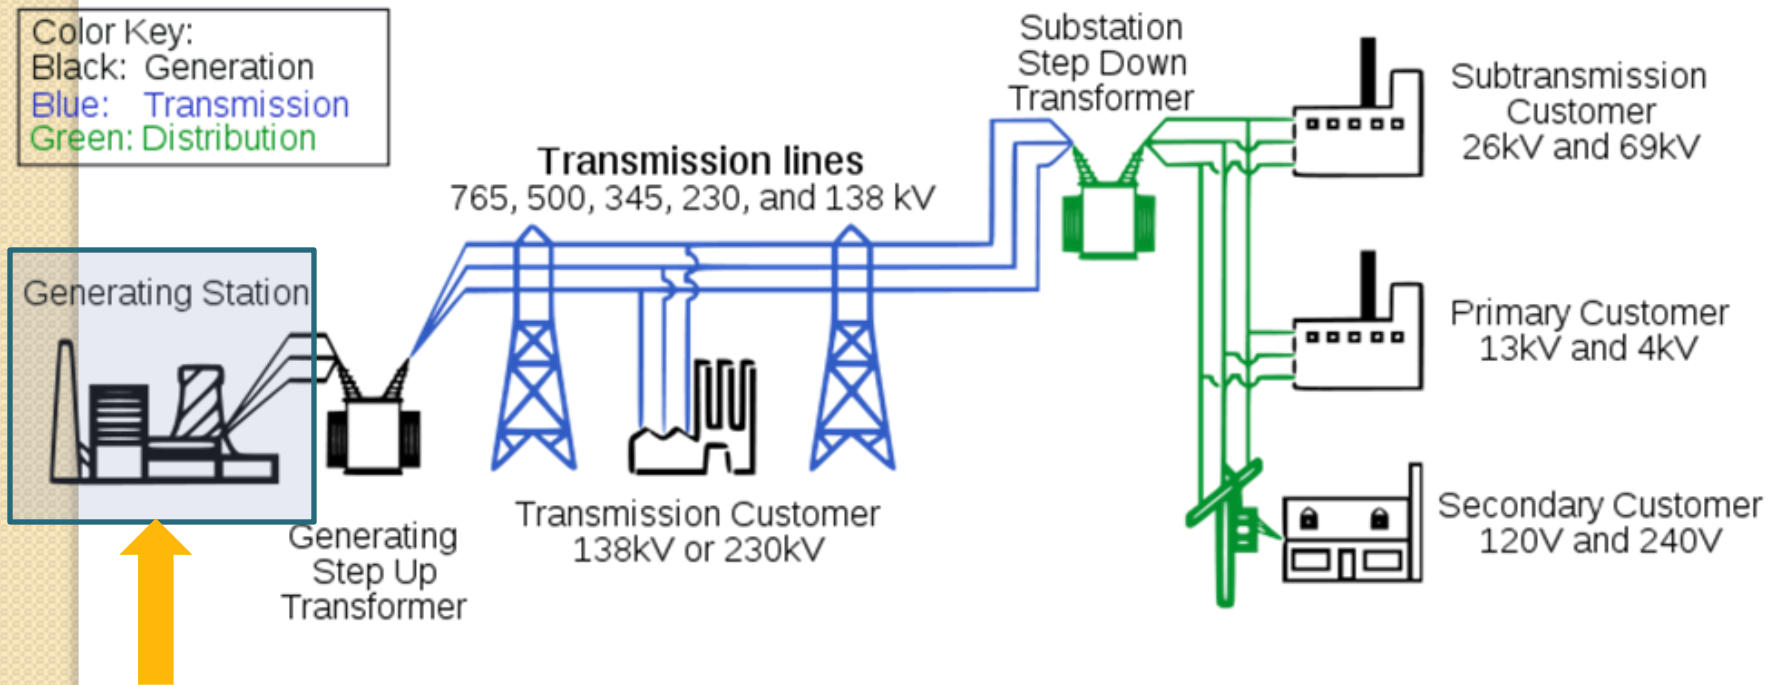 Color Key:
Black: Generation
Blue: Transmission
Green: Distribution
Substation
Step Down
Transformer
Subtransmission
Customer
26kV and 69kV
Transmission lines
765, 500, 345, 230, and 138 kV
Generating Station
Primary Customer
13kV and 4kV
Transmission Customer
138kV or 230kV
Generating
Step Up
Transformer
Secondary Customer
120V and 240V